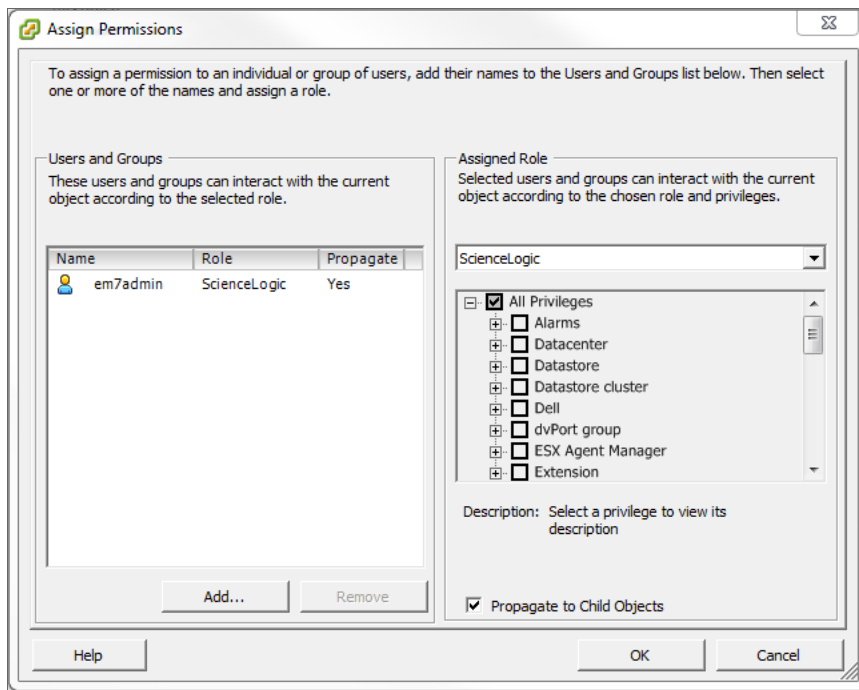 Assign Permissions
To assign a permission to an individual or group of users, add their names to the Users and Groups list below. Then select
one or more of the names and assign a role.
Users and Groups
These users and groups can interact with the current
object according to the selected role.
Name Role Propagate
em7admin ScienceLogic Yes
Add...
Remove
Assigned Role
Selected users and groups can interact with the current
object according to the chosen role and privileges.
ScienceLogic
All Privileges
Alarms
Datacenter
Datastore
Datastore cluster
Dell
dvPort group
ESX Agent Manager
Extension
Description: Select a privilege to view its
description
Propagate to Child Objects
Help
OK
Cancel